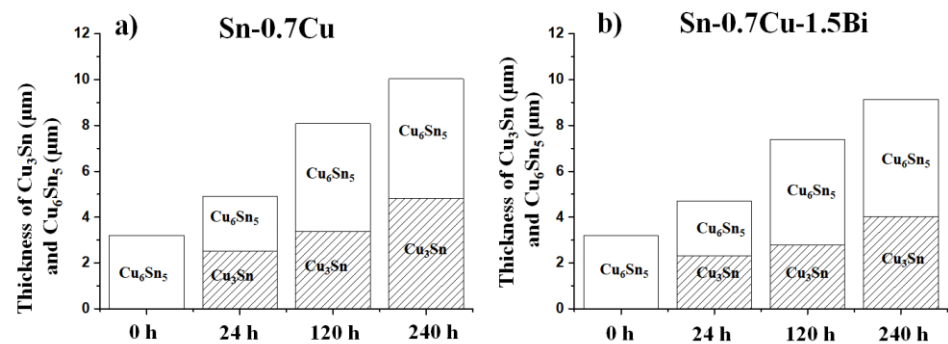 a) Sn-0.7Cu
Thickness of Cu₃Sn (μm)
and Cu₆Sn₅ (μm)
12
10
8
6
4
2
0
Cu₆Sn₅
Cu₆Sn₅
Cu₃Sn
Cu₆Sn₅
Cu₃Sn
Cu₆Sn₅
Cu₃Sn
0 h 24 h 120 h 240 h
b) Sn-0.7Cu-1.5Bi
Thickness of Cu₃Sn (μm)
and Cu₆Sn₅ (μm)
12
10
8
6
4
2
0
Cu₆Sn₅
Cu₆Sn₅
Cu₃Sn
Cu₆Sn₅
Cu₃Sn
Cu₆Sn₅
Cu₃Sn
0 h 24 h 120 h 240 h